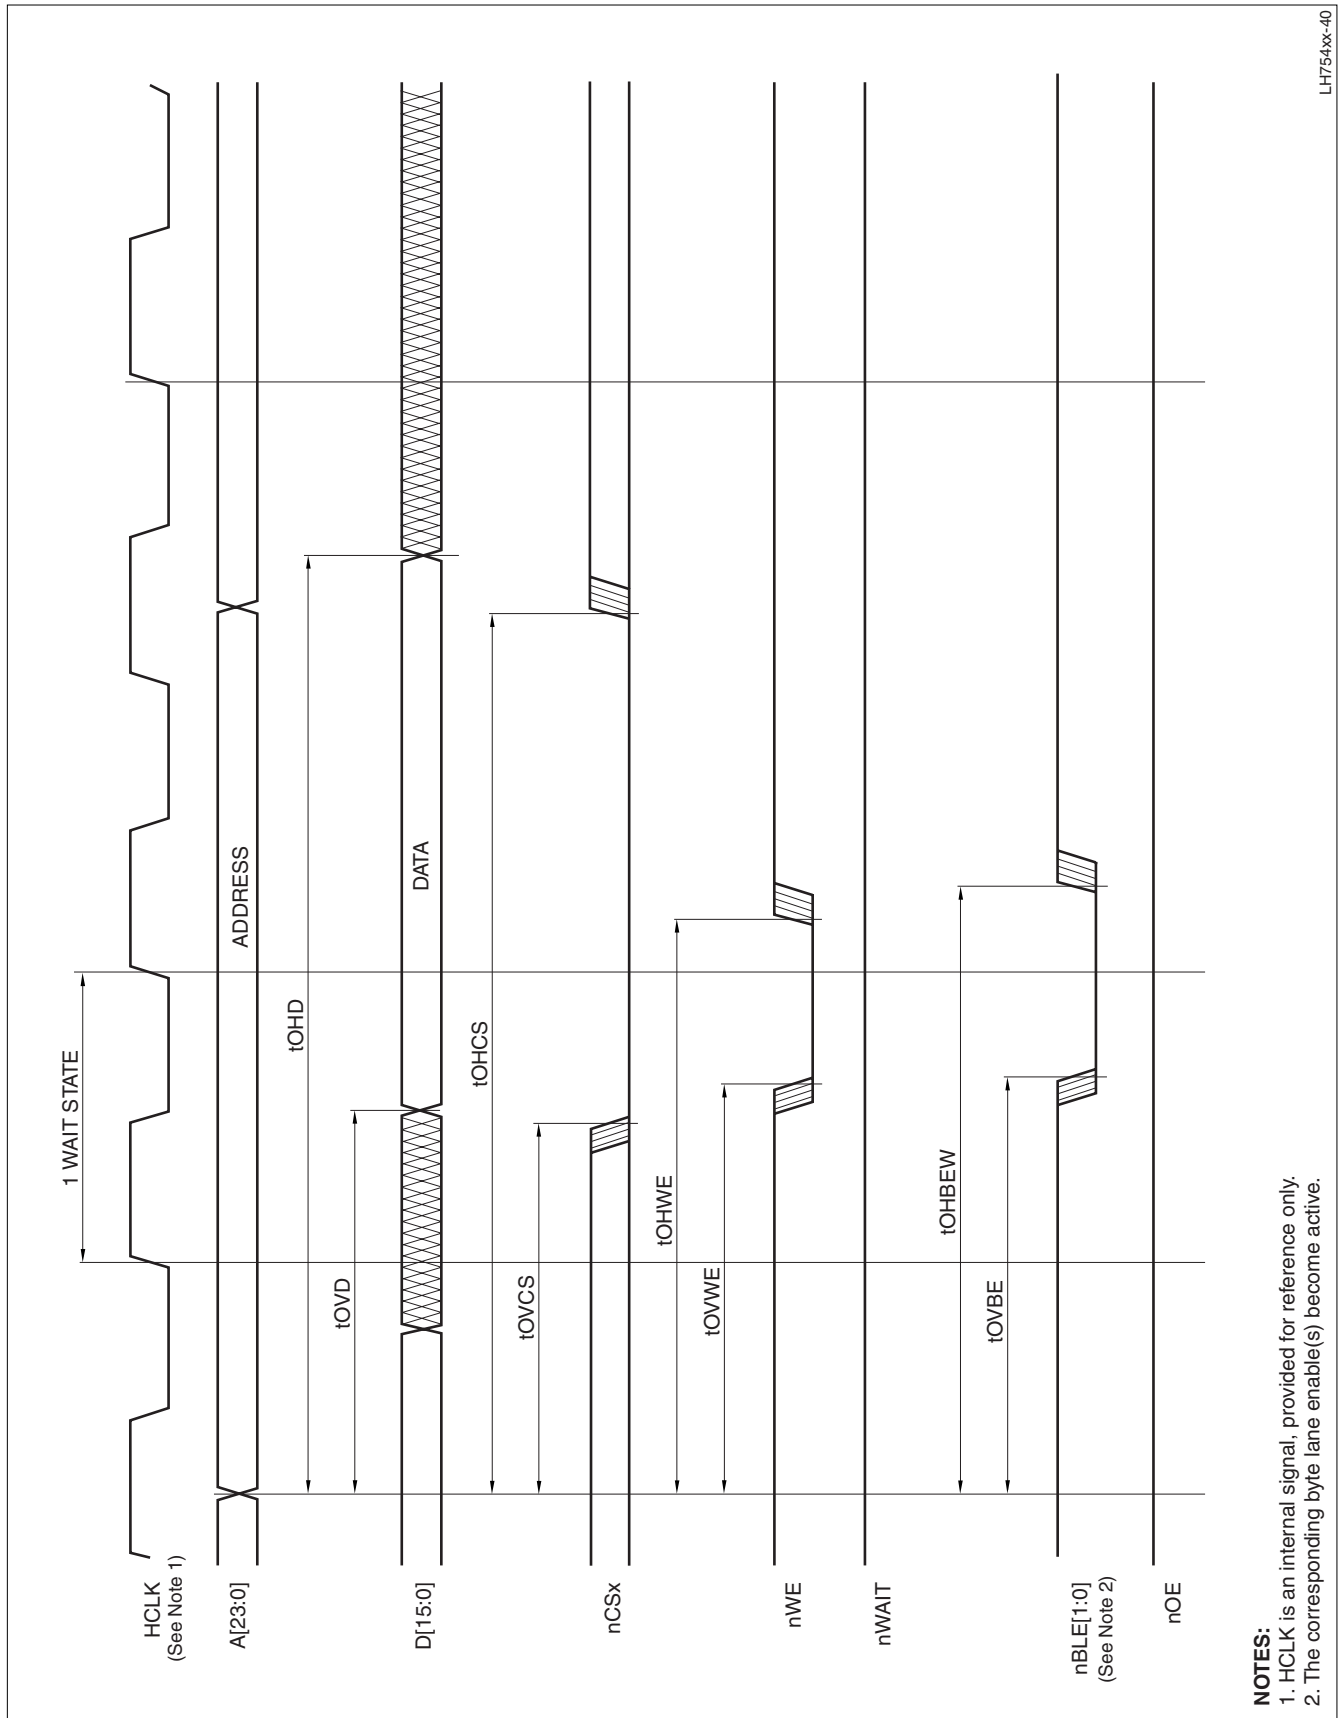 1 WAIT STATE
HCLK
(See Note 1)
A[23:0]
ADDRESS
tOHD
tOVD
D[15:0]
DATA
tOHCS
tOVCS
nCSx
tOHWE
tOVWE
nWE
nWAIT
tOHBEW
tOVBE
nBLE[1:0]
(See Note 2)
nOE
NOTES:
1. HCLK is an internal signal, provided for reference only.
2. The corresponding byte lane enable(s) become active.
LH754xx-40